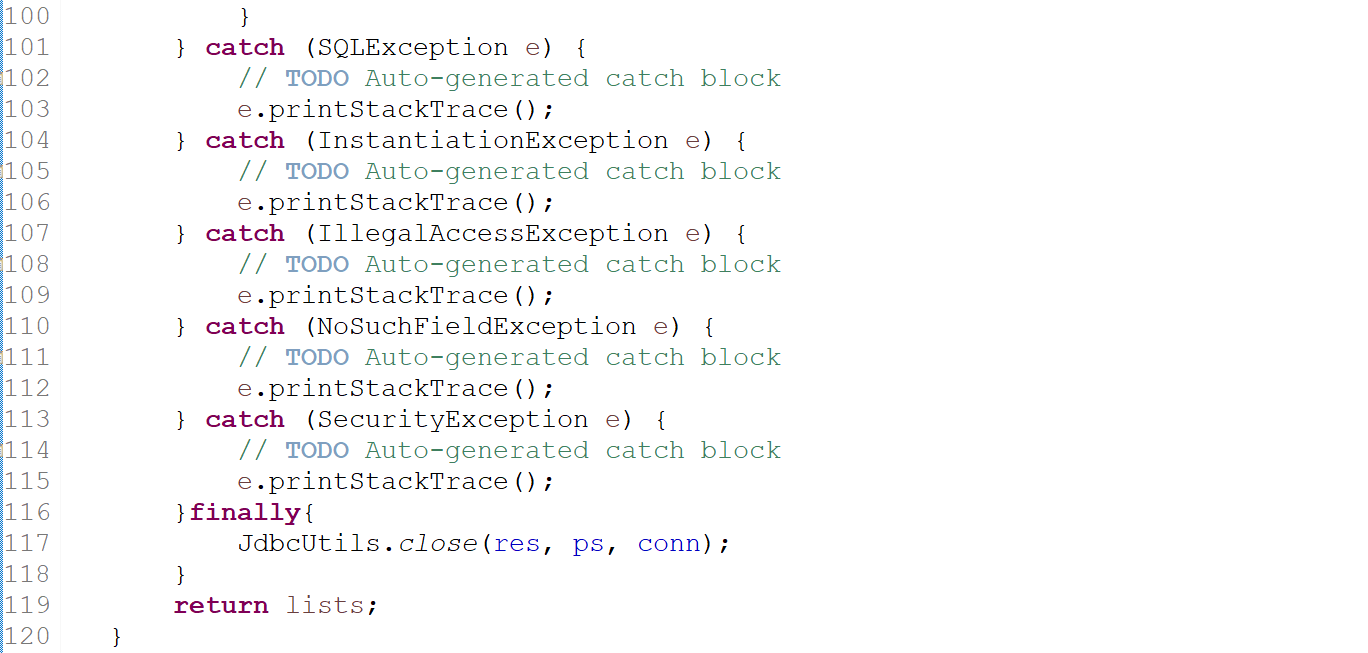 100            }
101        } catch (SQLException e) {
102            // TODO Auto-generated catch block
103            e.printStackTrace();
104        } catch (InstantiationException e) {
105            // TODO Auto-generated catch block
106            e.printStackTrace();
107        } catch (IllegalAccessException e) {
108            // TODO Auto-generated catch block
109            e.printStackTrace();
110        } catch (NoSuchFieldException e) {
111            // TODO Auto-generated catch block
112            e.printStackTrace();
113        } catch (SecurityException e) {
114            // TODO Auto-generated catch block
115            e.printStackTrace();
116        }finally{
117            JdbcUtils.close(res, ps, conn);
118        }
119        return lists;
120    }